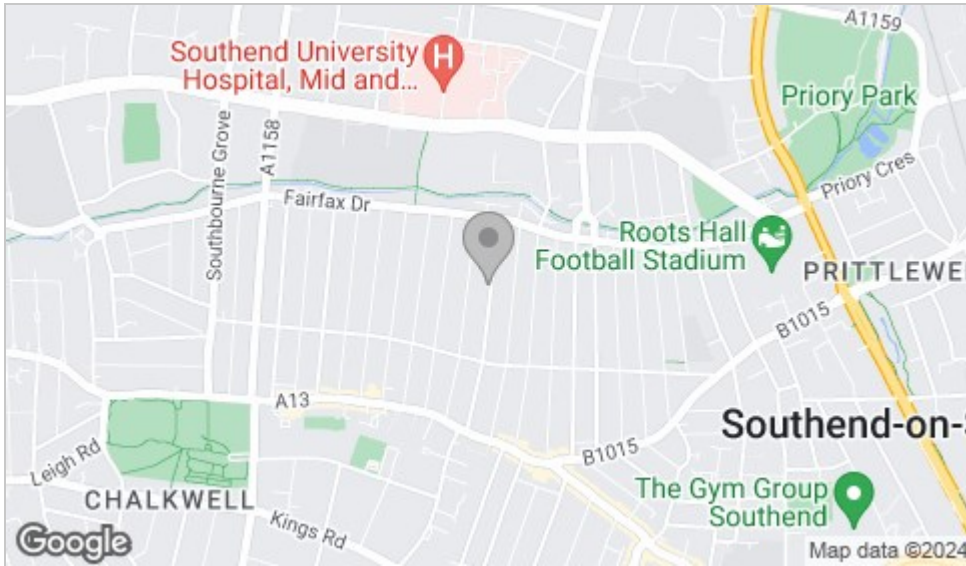 A1159
Southend University
Hospital, Mid and...
Priory Park
A1158
Southbourne Grove
Priory Cres
Fairfax Dr
Roots Hall
Football Stadium
PRITTLEWE
B1015
A13
Southend-on-S
B1015
Leigh Rd
The Gym Group
Southend
CHALKWELL
Kings Rd
Google
Map data ©2024